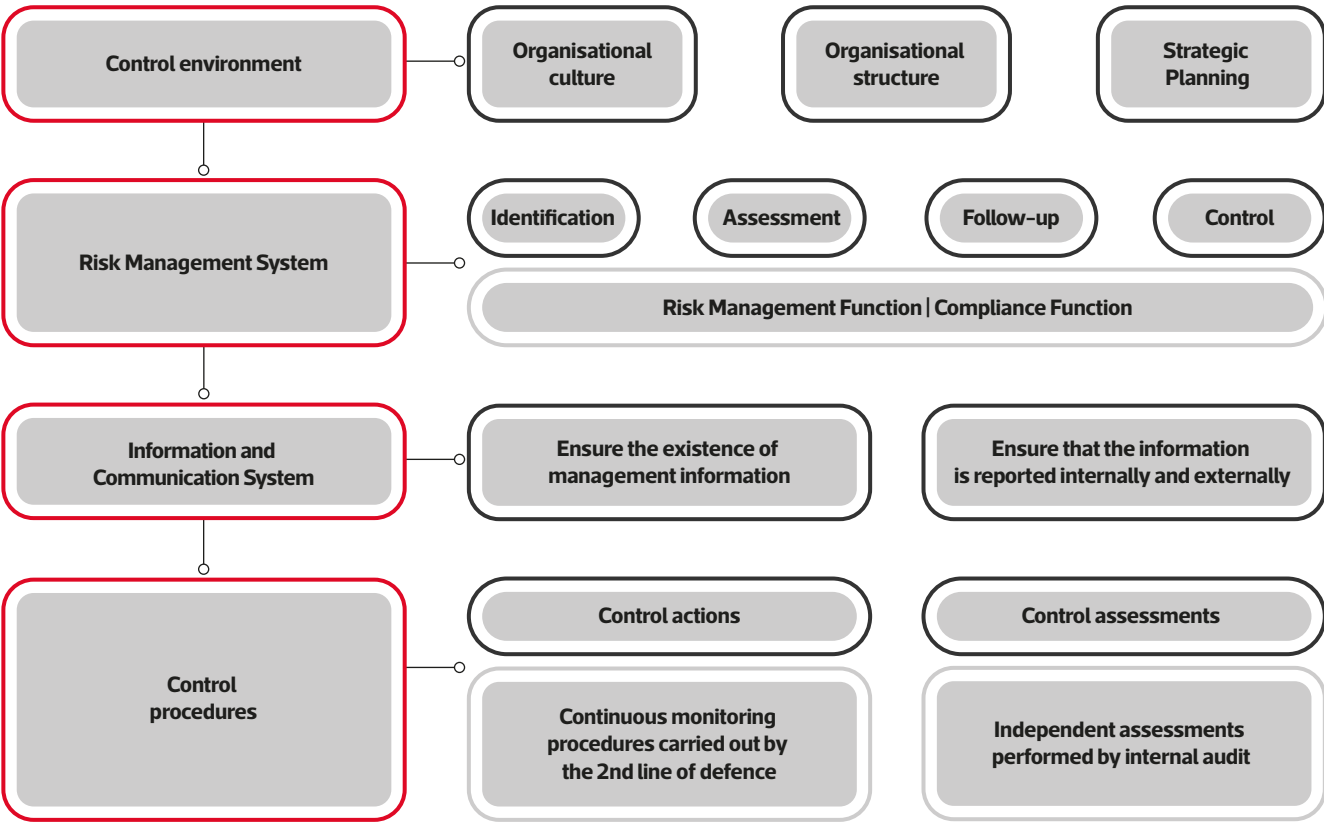 Control environment
Organisational
culture
Organisational
structure
Strategic
Planning
Risk Management System
Identification
Assessment
Follow-up
Control
Risk Management Function | Compliance Function
Information and
Communication System
Ensure the existence of
management information
Ensure that the information
is reported internally and externally
Control
procedures
Control actions
Control assessments
Continuous monitoring
procedures carried out by
the 2nd line of defence
Independent assessments
performed by internal audit